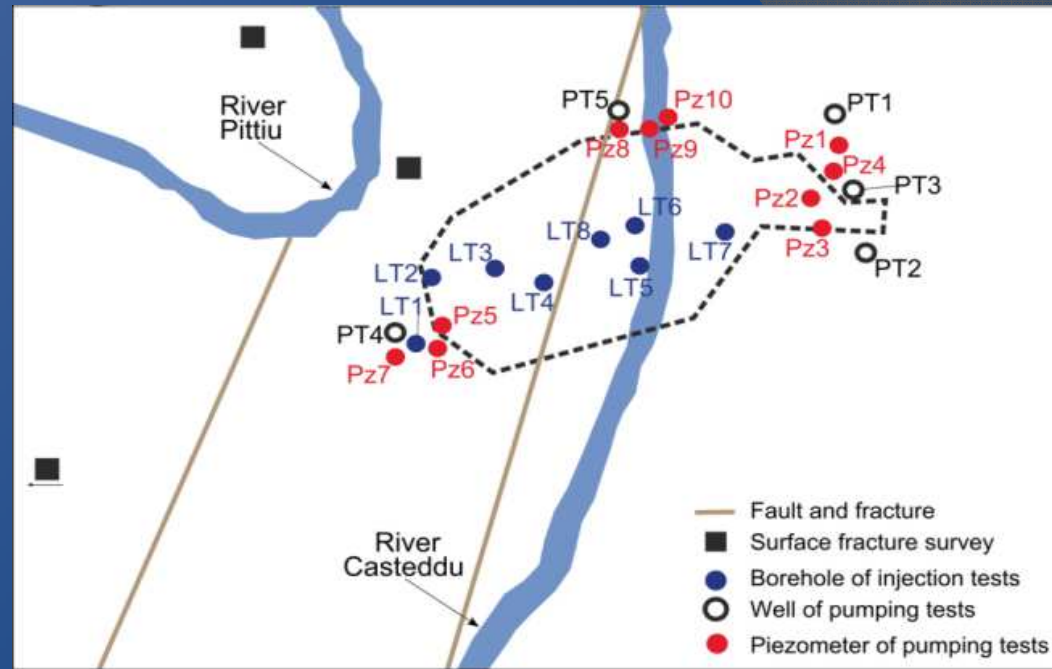 PT5
Pz10
PT1
River
Pittiu
Pz8
Pz9
Pz1
Pz4
PT3
Pz2
LT6
LT8
LT7
Pz3
LT3
LT2
LT4
LT5
PT2
LT1
Pz5
PT4
Pz6
Pz7
River
Casteddu
Fault and fracture
Surface fracture survey
Borehole of injection tests
Well of pumping tests
Piezometer of pumping tests